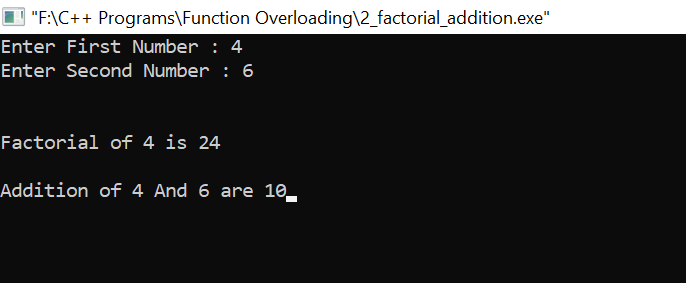 "F:\C++ Programs\Function Overloading\2_factorial_addition.exe"
Enter First Number : 4
Enter Second Number : 6
Factorial of 4 is 24
Addition of 4 And 6 are 10